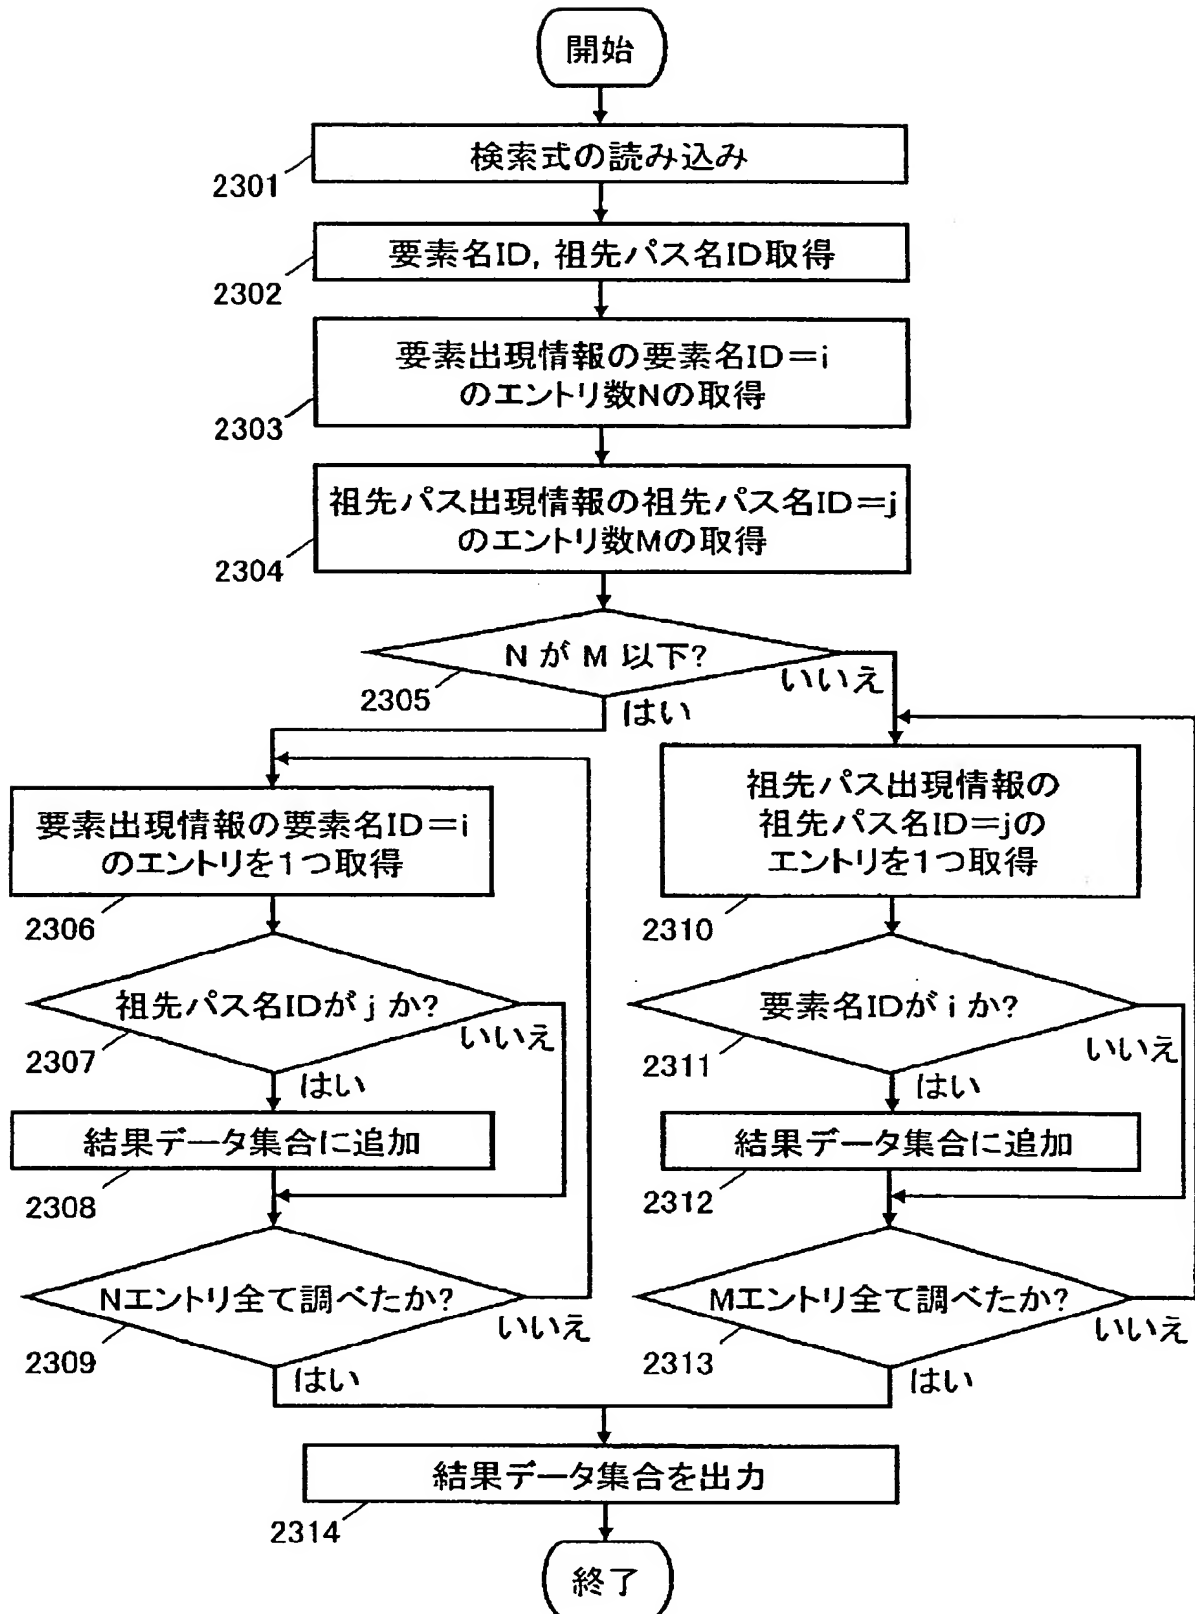 開始
検索式の読み込み
2301
要素名ID, 祖先パス名ID取得
2302
要素出現情報の要素名ID=i
のエントリ数Nの取得
2303
祖先パス出現情報の祖先パス名ID=j
のエントリ数Mの取得
2304
N が M 以下?
2305
はい
いいえ
要素出現情報の要素名ID=i
のエントリを1つ取得
2306
祖先パス名IDが j か?
2307
いいえ
はい
結果データ集合に追加
2308
Nエントリ全て調べたか?
2309
いいえ
はい
祖先パス出現情報の
祖先パス名ID=jの
エントリを1つ取得
2310
要素名IDが i か?
2311
いいえ
はい
結果データ集合に追加
2312
Mエントリ全て調べたか?
2313
いいえ
はい
結果データ集合を出力
2314
終了